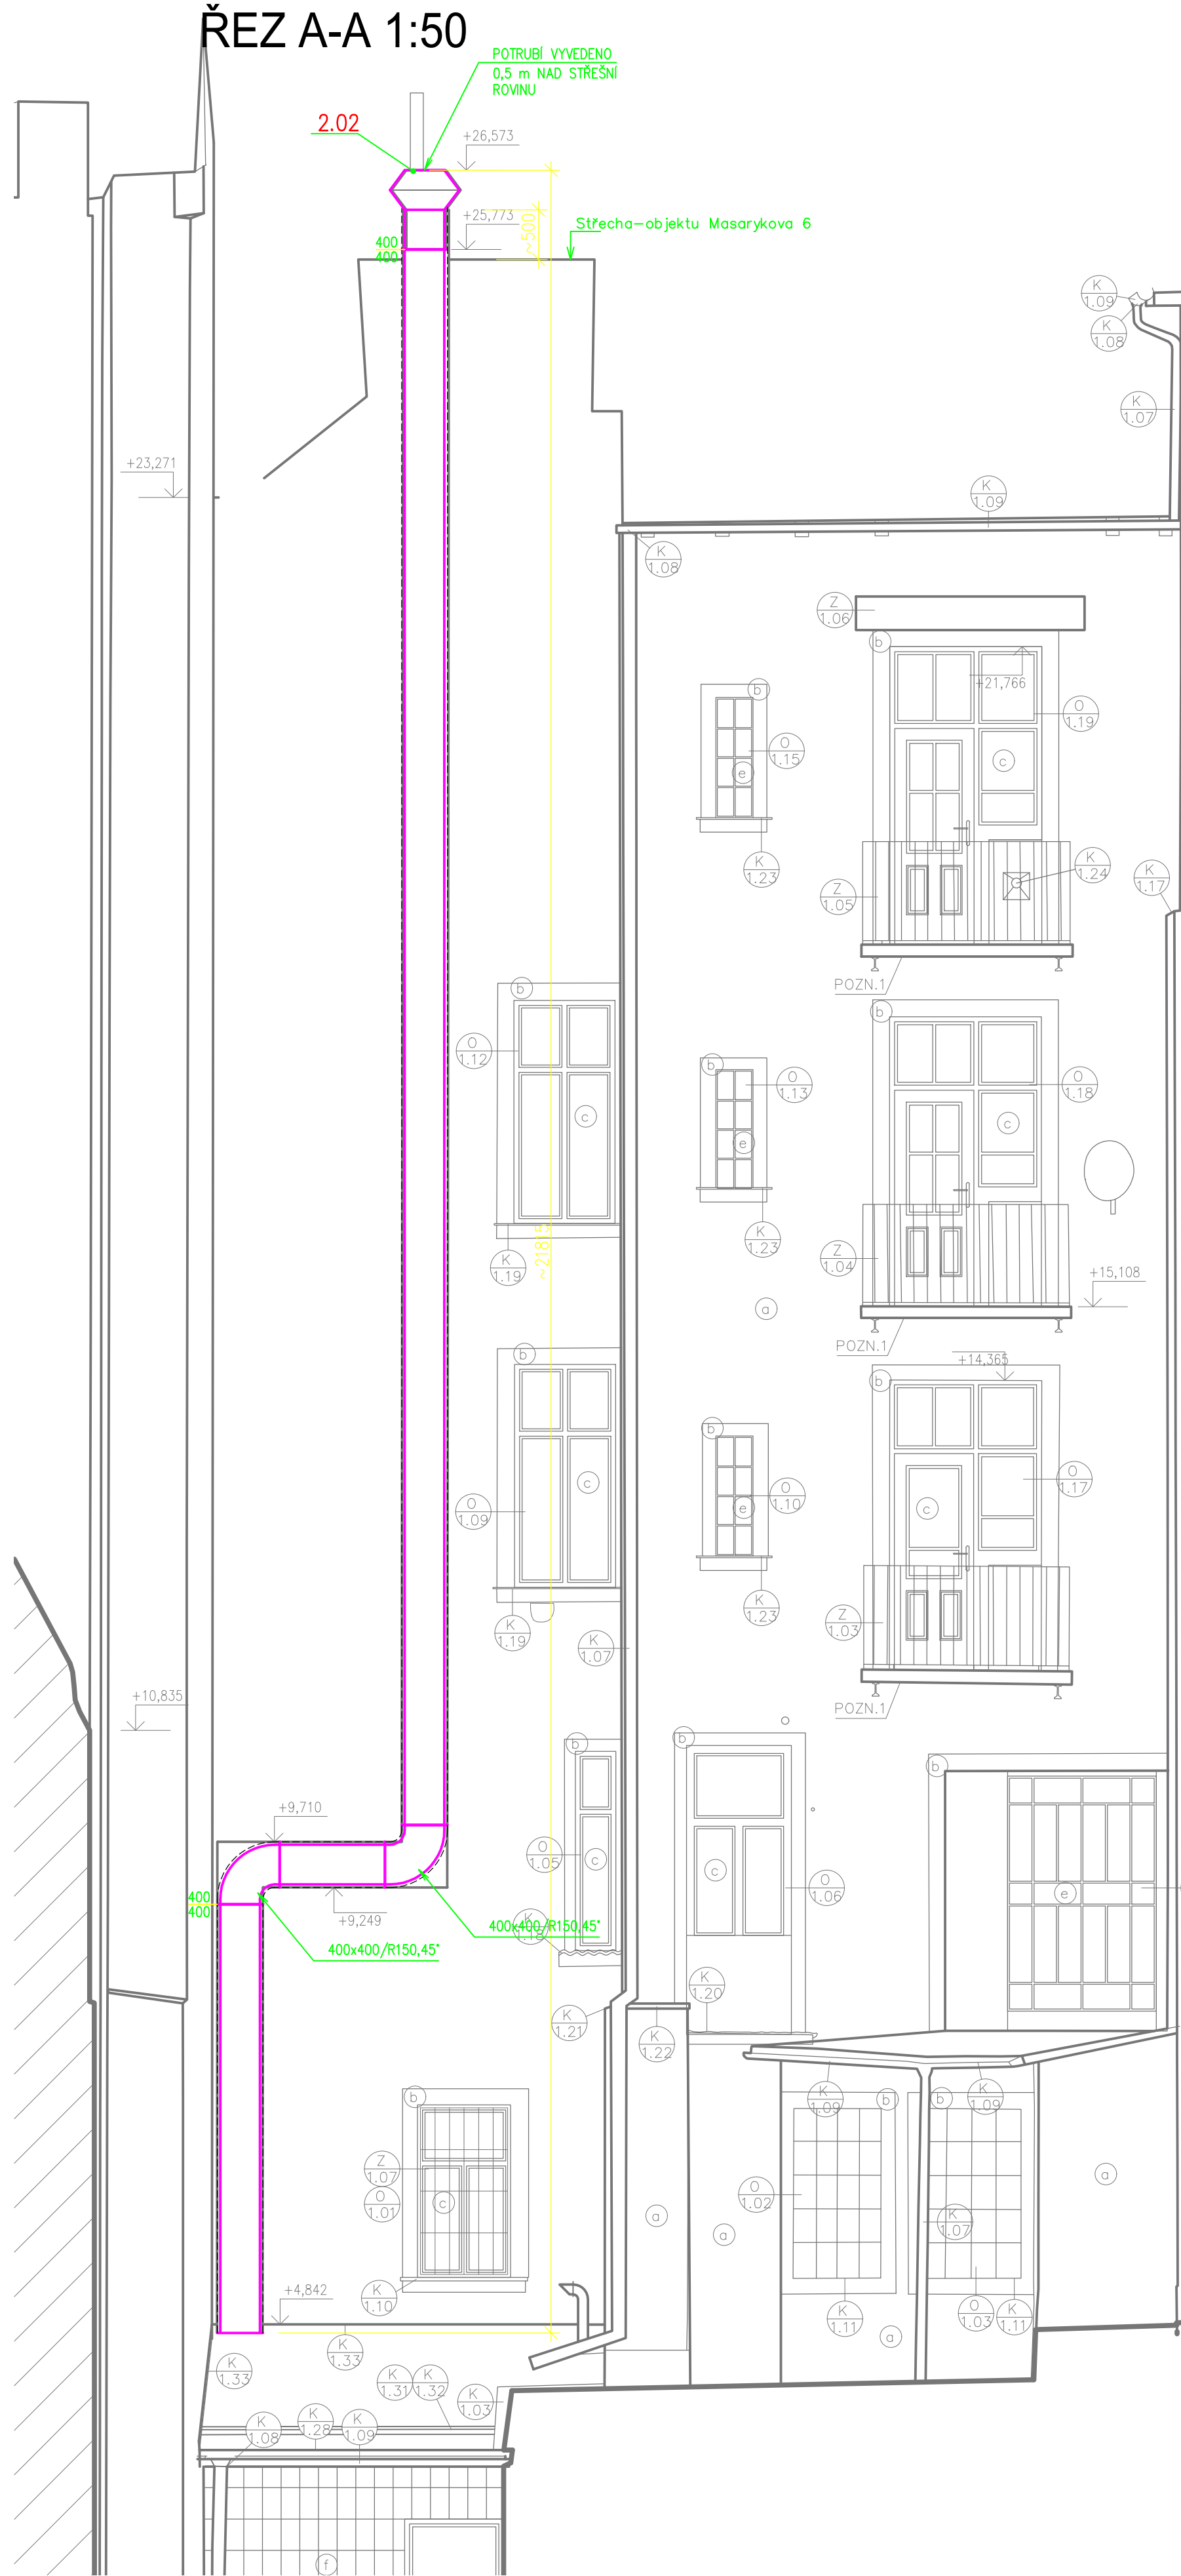 ŘEZ A-A 1:50
POTRUBÍ VYVEDENO
0,5 m NAD STŘEŠNÍ
ROVINU
2.02
+26,573
+25,773
~500
Střecha-objektu Masarykova 6
400
400
K
1.09
K
1.08
K
1.07
+23,271
K
1.09
K
1.08
Z
1.06
b
+21,766
b
O
1.19
O
1.15
c
e
K
1.23
K
1.24
K
1.17
Z
1.05
POZN.1
b
b
O
1.12
b
O
1.13
O
1.18
c
c
e
K
1.23
~21815
K
1.19
Z
1.04
+15,108
a
POZN.1
b
+14,365
b
b
O
1.17
c
O
1.10
e
c
O
1.09
K
1.23
K
1.19
Z
1.03
K
1.07
+10,835
POZN.1
b
b
b
+9,710
O
1.05
c
c
O
1.06
e
400
400
+9,249
400x400/R150,45°
K
1.18
400x400/R150,45°
K
1.20
K
1.21
K
1.22
b
K
1.09
b
b
K
1.09
Z
1.07
O
1.01
c
O
1.02
a
a
a
K
1.07
+4,842
K
1.10
K
1.11
O
1.03
K
1.11
a
K
1.33
K
1.33
K
1.31
K
1.32
K
1.03
K
1.08
K
1.28
K
1.09
f